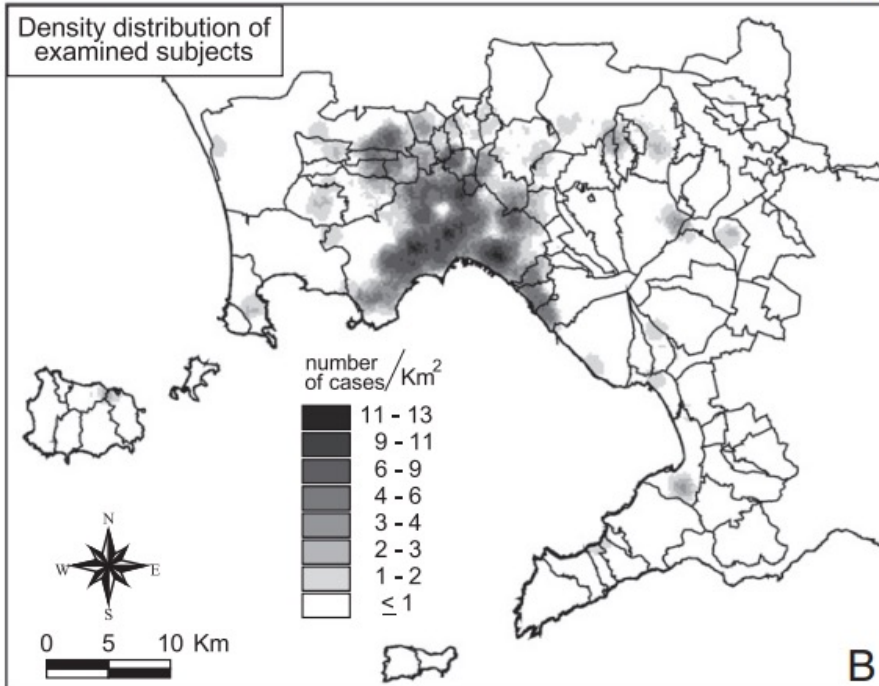 Density distribution of
examined subjects
number
of cases/Km²
11 - 13
9 - 11
6 - 9
4 - 6
3 - 4
2 - 3
1 - 2
≤ 1
N
W E
S
0 5 10 Km
B